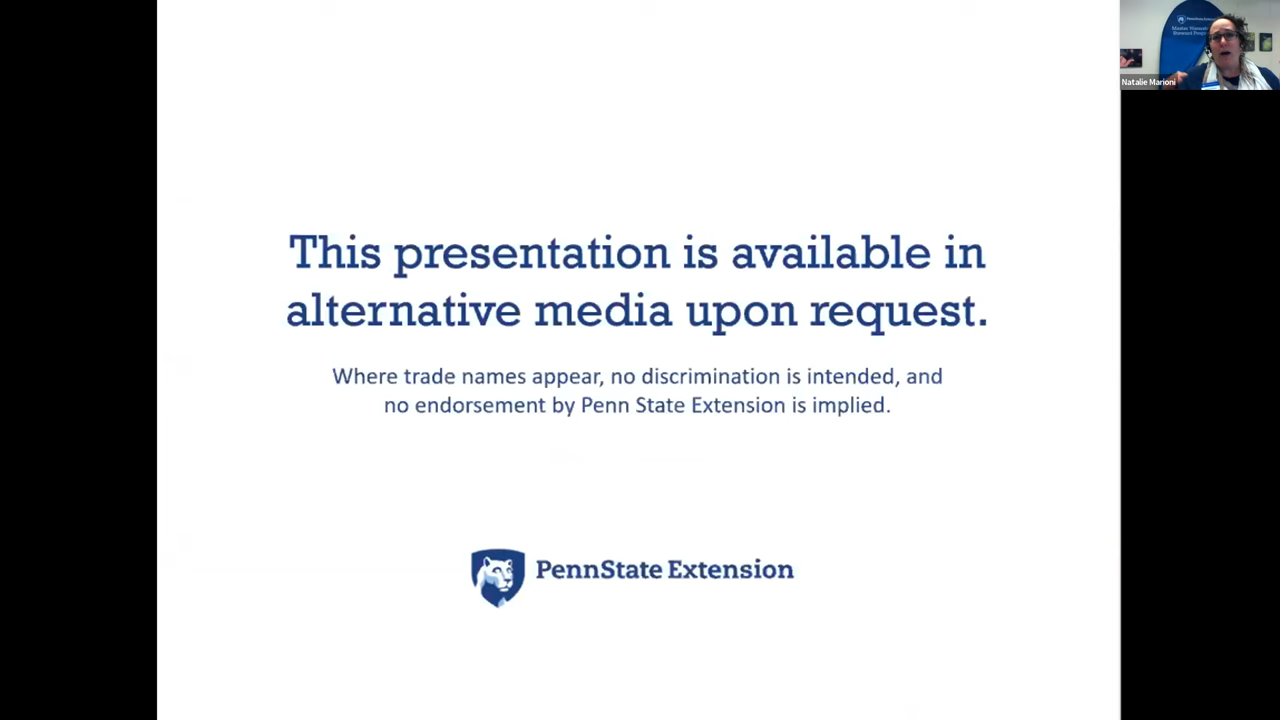 This presentation is available in
alternative media upon request.
Where trade names appear, no discrimination is intended, and
no endorsement by Penn State Extension is implied.
PennState Extension
Natalie Marioni